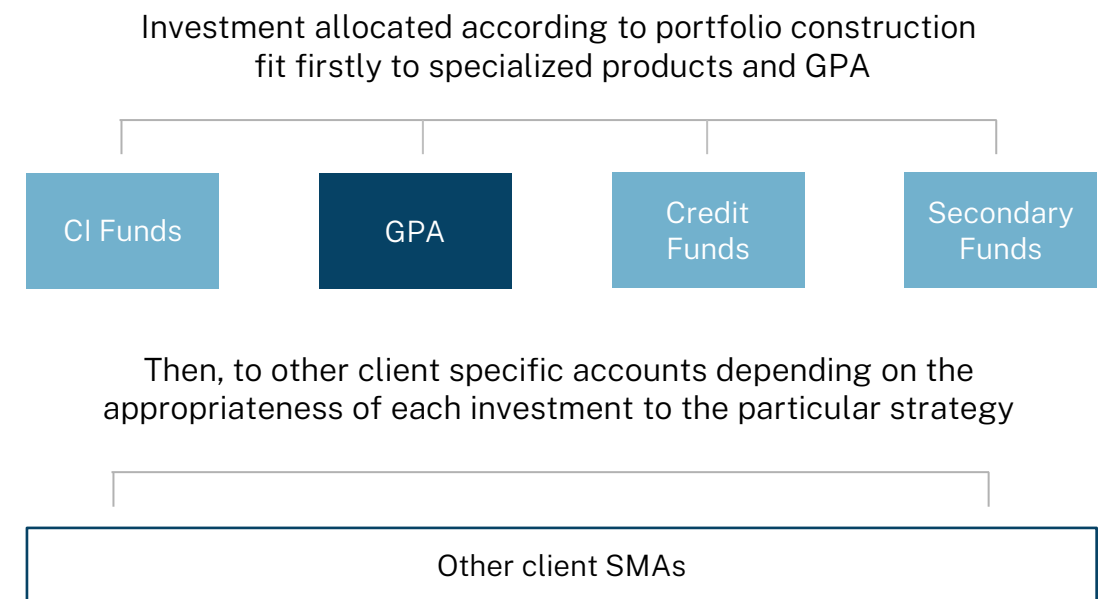 Investment allocated according to portfolio construction
fit firstly to specialized products and GPA
CI Funds
GPA
Credit
Funds
Secondary
Funds
Then, to other client specific accounts depending on the
appropriateness of each investment to the particular strategy
Other client SMAs